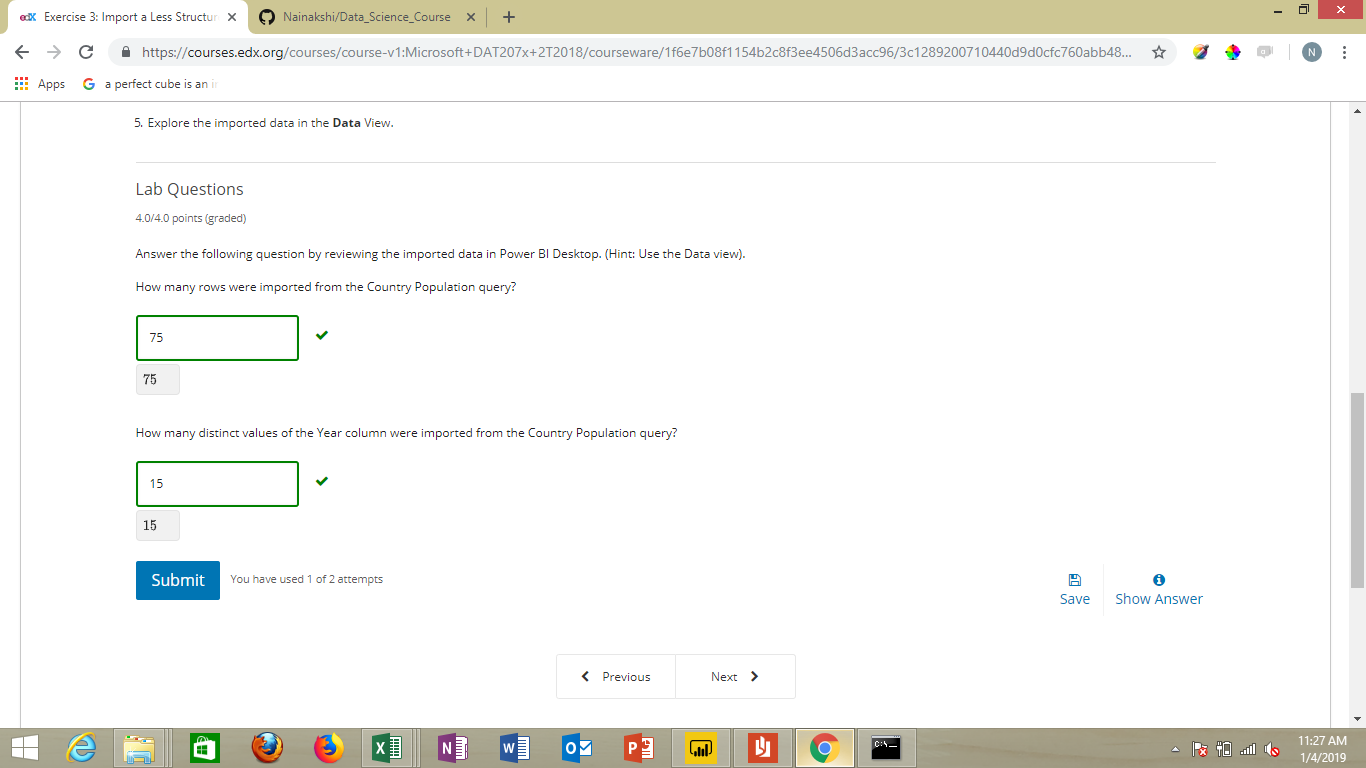 edX Exercise 3: Import a Less Structur
Nainakshi/Data_Science_Course
https://courses.edx.org/courses/course-v1:Microsoft+DAT207x+2T2018/courseware/1f6e7b08f1154b2c8f3ee4506d3acc96/3c1289200710440d9d0cfc760abb48...
N
Apps
G a perfect cube is an i
5. Explore the imported data in the Data View.
Lab Questions
4.0/4.0 points (graded)
Answer the following question by reviewing the imported data in Power BI Desktop. (Hint: Use the Data view).
How many rows were imported from the Country Population query?
75
75
How many distinct values of the Year column were imported from the Country Population query?
15
15
Submit
You have used 1 of 2 attempts
Save
Show Answer
Previous
Next
11:27 AM
1/4/2019